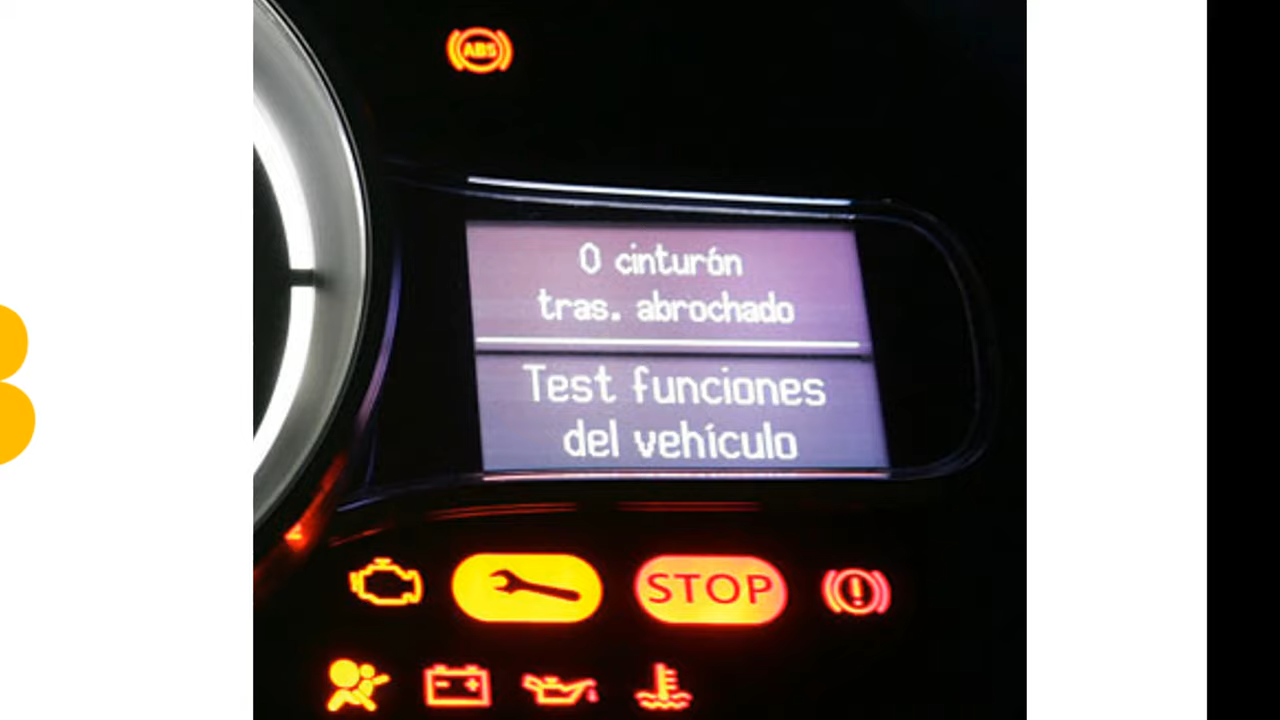 ABS
0 cinturón
tras. abrochado
Test funciones
del vehículo
STOP